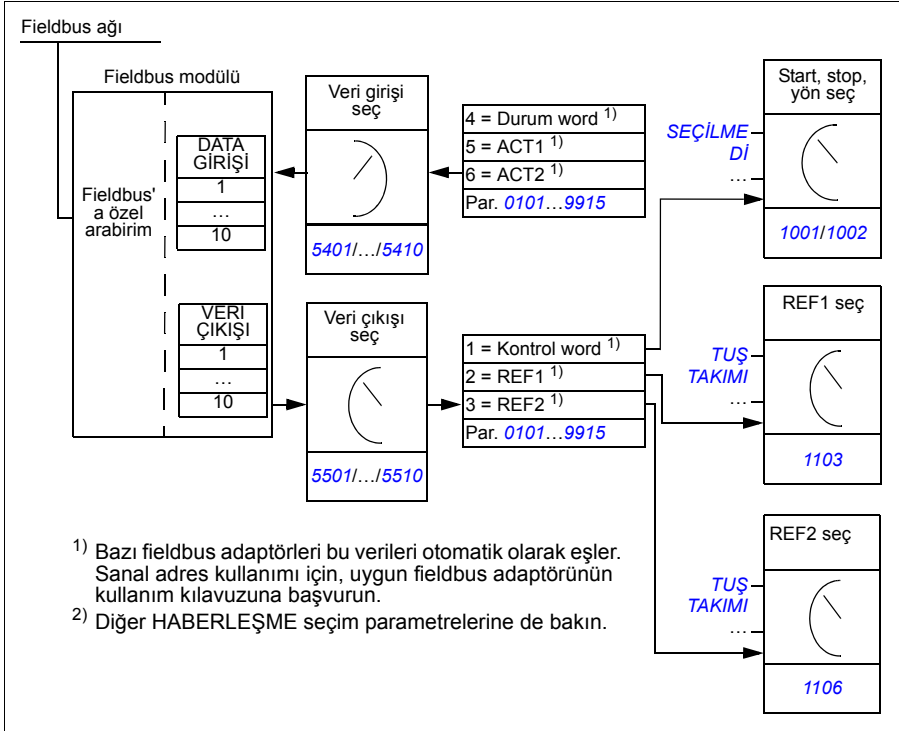 Fieldbus ağı
Fieldbus modülü
Fieldbus'
a özel
arabirim
DATA
GİRİŞİ
1
…
10
VERİ
ÇIKIŞI
1
…
10
Veri girişi
seç
5401/…/5410
Veri çıkışı
seç
5501/…/5510
4 = Durum word 1)
5 = ACT1 1)
6 = ACT2 1)
Par. 0101…9915
1 = Kontrol word 1)
2 = REF1 1)
3 = REF2 1)
Par. 0101…9915
Start, stop,
yön seç
SEÇİLME
Dİ
…
1001/1002
REF1 seç
TUŞ
TAKIMI
…
1103
REF2 seç
TUŞ
TAKIMI
…
1106
1) Bazı fieldbus adaptörleri bu verileri otomatik olarak eşler.
Sanal adres kullanımı için, uygun fieldbus adaptörünün
kullanım kılavuzuna başvurun.
2) Diğer HABERLEŞME seçim parametrelerine de bakın.